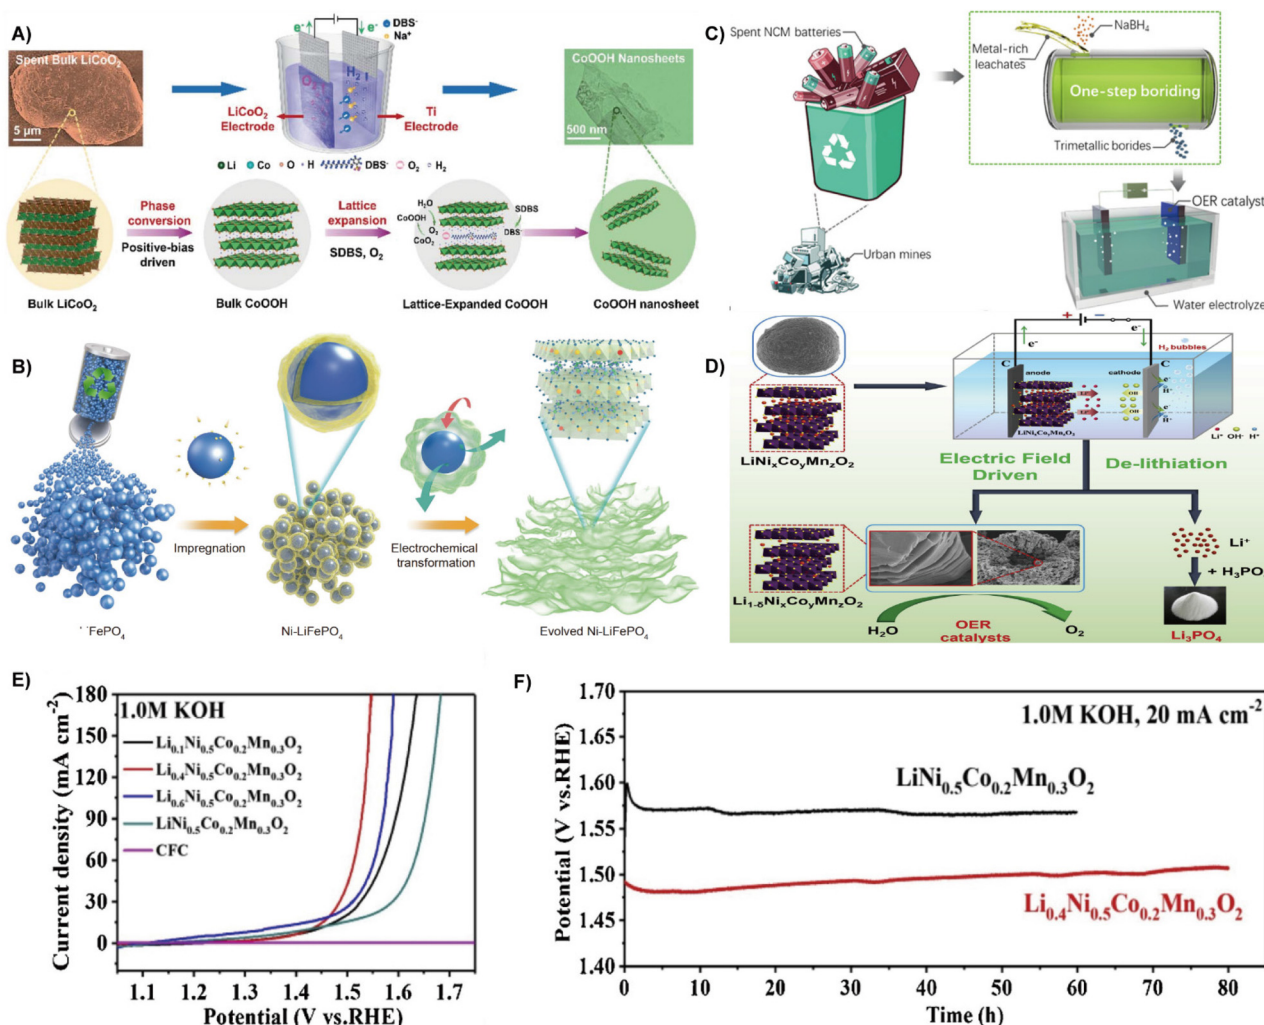 A)
Spent Bulk LiCoO₂
5 μm
e⁻
e⁻
DBS⁻
Na⁺
O₂
H₂
LiCoO₂
Electrode
Ti
Electrode
CoOOH Nanosheets
500 nm
Li Co O H DBS⁻ O₂ H₂
Phase
conversion
Positive-bias
driven
Lattice
expansion
SDBS, O₂
H₂O
CoOOH
O₂
CoO₂
SDBS
DBS⁻
Bulk LiCoO₂
Bulk CoOOH
Lattice-Expanded CoOOH
CoOOH nanosheet
B)
Impregnation
Electrochemical
transformation
FePO₄
Ni-LiFePO₄
Evolved Ni-LiFePO₄
C)
Spent NCM batteries
Urban mines
Metal-rich
leachates
NaBH₄
One-step boriding
Trimetallic borides
OER catalyst
Water electrolyze
D)
LiNiₓCoᵧMn₂O₂
+ −
e⁻
e⁻
H₂ bubbles
C
anode
cathode
C
Li⁺
Li⁺
OH
OH
e⁻
H⁺
e⁻
H⁺
LiNiₓCoᵧMn₂O₂
Li⁺ OH⁻ H⁺
Electric Field
Driven
De-lithiation
Li₁₋δNiₓCoᵧMn₂O₂
H₂O
OER
catalysts
O₂
Li⁺
+ H₃PO
Li₃PO₄
E)
Current density (mA cm⁻²)
180
150
120
90
60
30
0
1.0M KOH
Li₀.₁Ni₀.₅Co₀.₂Mn₀.₃O₂
Li₀.₄Ni₀.₅Co₀.₂Mn₀.₃O₂
Li₀.₆Ni₀.₅Co₀.₂Mn₀.₃O₂
LiNi₀.₅Co₀.₂Mn₀.₃O₂
CFC
1.1 1.2 1.3 1.4 1.5 1.6 1.7
Potential (V vs.RHE)
F)
Potential (V vs.RHE)
1.70
1.65
1.60
1.55
1.50
1.45
1.40
1.0M KOH, 20 mA cm⁻²
LiNi₀.₅Co₀.₂Mn₀.₃O₂
Li₀.₄Ni₀.₅Co₀.₂Mn₀.₃O₂
0 10 20 30 40 50 60 70 80
Time (h)